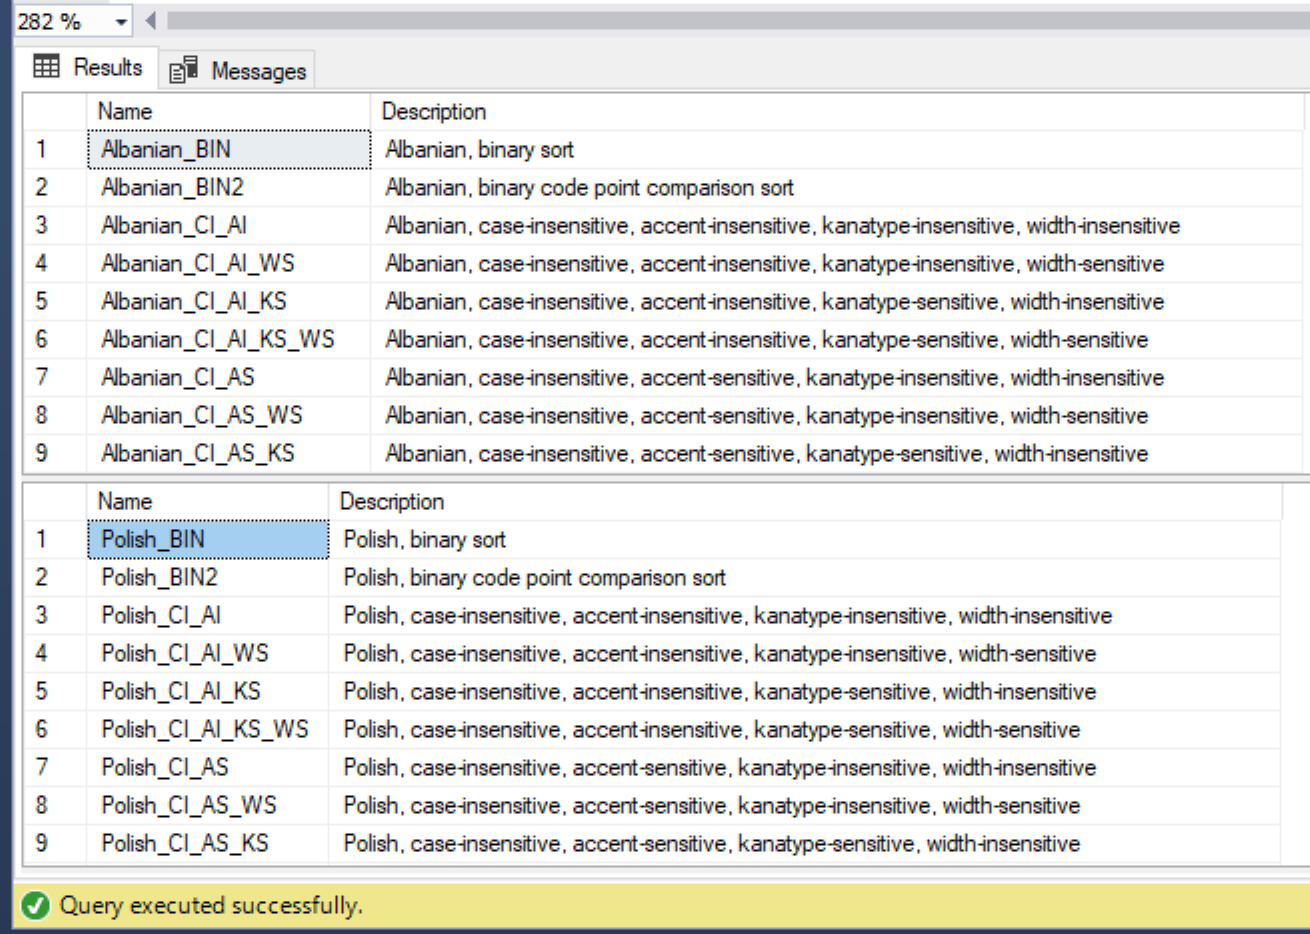 282 %
Results Messages
Name Description
1 Albanian_BIN Albanian, binary sort
2 Albanian_BIN2 Albanian, binary code point comparison sort
3 Albanian_CI_AI Albanian, case-insensitive, accent-insensitive, kanatype-insensitive, width-insensitive
4 Albanian_CI_AI_WS Albanian, case-insensitive, accent-insensitive, kanatype-insensitive, width-sensitive
5 Albanian_CI_AI_KS Albanian, case-insensitive, accent-insensitive, kanatype-sensitive, width-insensitive
6 Albanian_CI_AI_KS_WS Albanian, case-insensitive, accent-insensitive, kanatype-sensitive, width-sensitive
7 Albanian_CI_AS Albanian, case-insensitive, accent-sensitive, kanatype-insensitive, width-insensitive
8 Albanian_CI_AS_WS Albanian, case-insensitive, accent-sensitive, kanatype-insensitive, width-sensitive
9 Albanian_CI_AS_KS Albanian, case-insensitive, accent-sensitive, kanatype-sensitive, width-insensitive
Name Description
1 Polish_BIN Polish, binary sort
2 Polish_BIN2 Polish, binary code point comparison sort
3 Polish_CI_AI Polish, case-insensitive, accent-insensitive, kanatype-insensitive, width-insensitive
4 Polish_CI_AI_WS Polish, case-insensitive, accent-insensitive, kanatype-insensitive, width-sensitive
5 Polish_CI_AI_KS Polish, case-insensitive, accent-insensitive, kanatype-sensitive, width-insensitive
6 Polish_CI_AI_KS_WS Polish, case-insensitive, accent-insensitive, kanatype-sensitive, width-sensitive
7 Polish_CI_AS Polish, case-insensitive, accent-sensitive, kanatype-insensitive, width-insensitive
8 Polish_CI_AS_WS Polish, case-insensitive, accent-sensitive, kanatype-insensitive, width-sensitive
9 Polish_CI_AS_KS Polish, case-insensitive, accent-sensitive, kanatype-sensitive, width-insensitive
Query executed successfully.